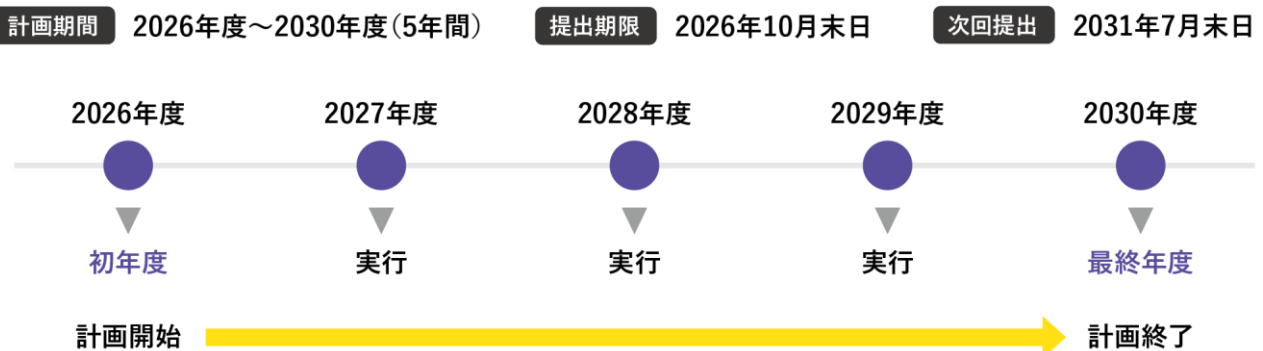 計画期間 2026年度～2030年度（5年間） 提出期限 2026年10月末日 次回提出 2031年7月末日
2026年度 2027年度 2028年度 2029年度 2030年度
初年度 実行 実行 実行 最終年度
計画開始 計画終了